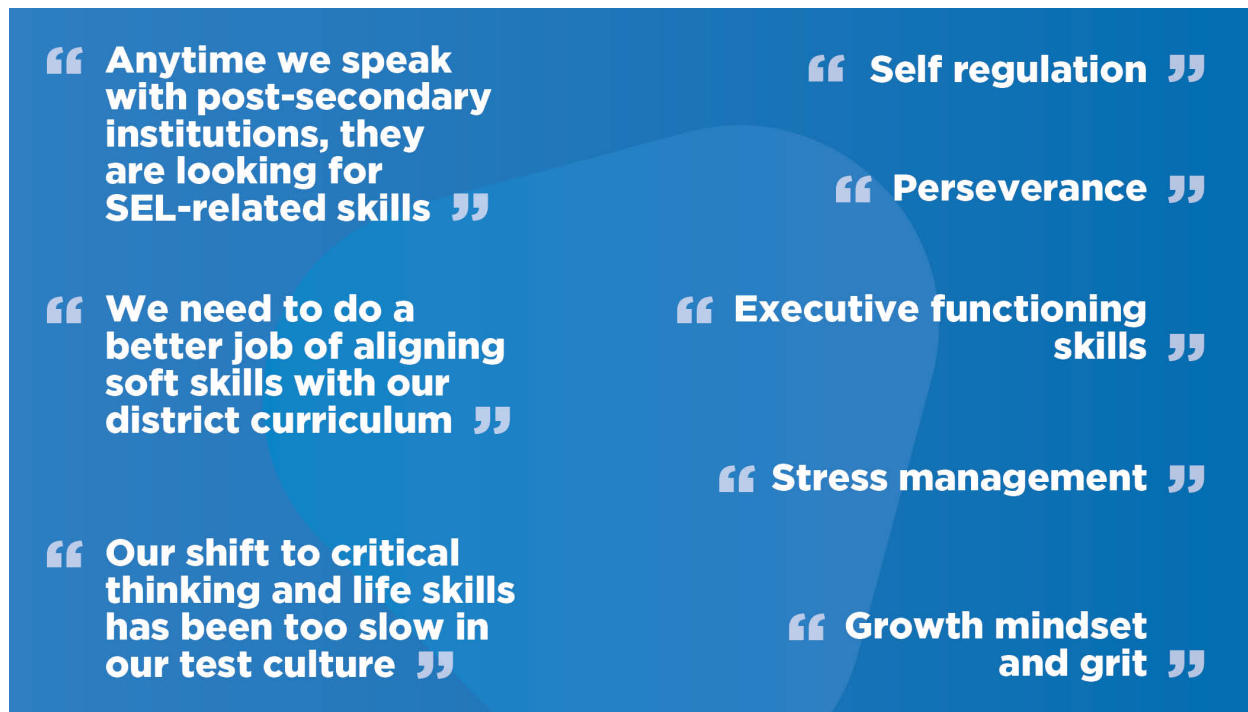 “ Anytime we speak
with post-secondary
institutions, they
are looking for
SEL-related skills ”
“ We need to do a
better job of aligning
soft skills with our
district curriculum ”
“ Our shift to critical
thinking and life skills
has been too slow in
our test culture ”
“ Self regulation ”
“ Perseverance ”
“ Executive functioning
skills ”
“ Stress management ”
“ Growth mindset
and grit ”